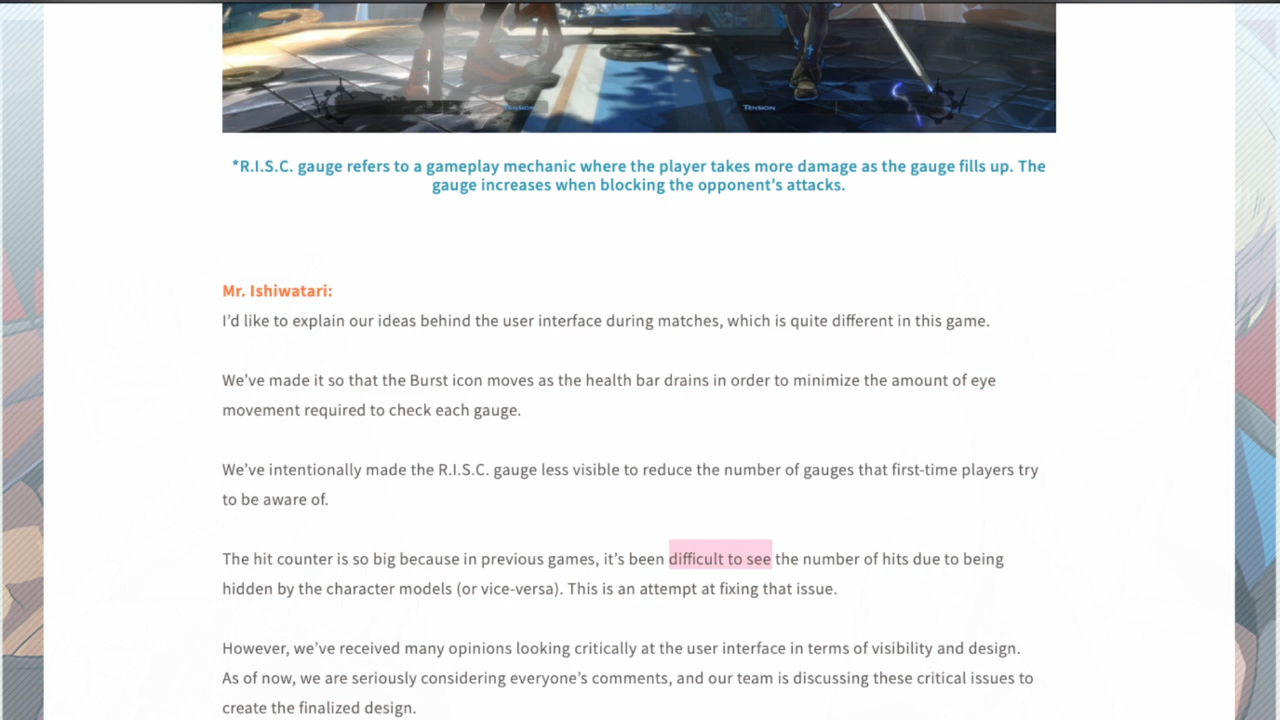 TENSION
TENSION
*R.I.S.C. gauge refers to a gameplay mechanic where the player takes more damage as the gauge fills up. The
gauge increases when blocking the opponent’s attacks.
Mr. Ishiwatari:
I’d like to explain our ideas behind the user interface during matches, which is quite different in this game.
We’ve made it so that the Burst icon moves as the health bar drains in order to minimize the amount of eye
movement required to check each gauge.
We’ve intentionally made the R.I.S.C. gauge less visible to reduce the number of gauges that first-time players try
to be aware of.
The hit counter is so big because in previous games, it’s been difficult to see the number of hits due to being
hidden by the character models (or vice-versa). This is an attempt at fixing that issue.
However, we’ve received many opinions looking critically at the user interface in terms of visibility and design.
As of now, we are seriously considering everyone’s comments, and our team is discussing these critical issues to
create the finalized design.